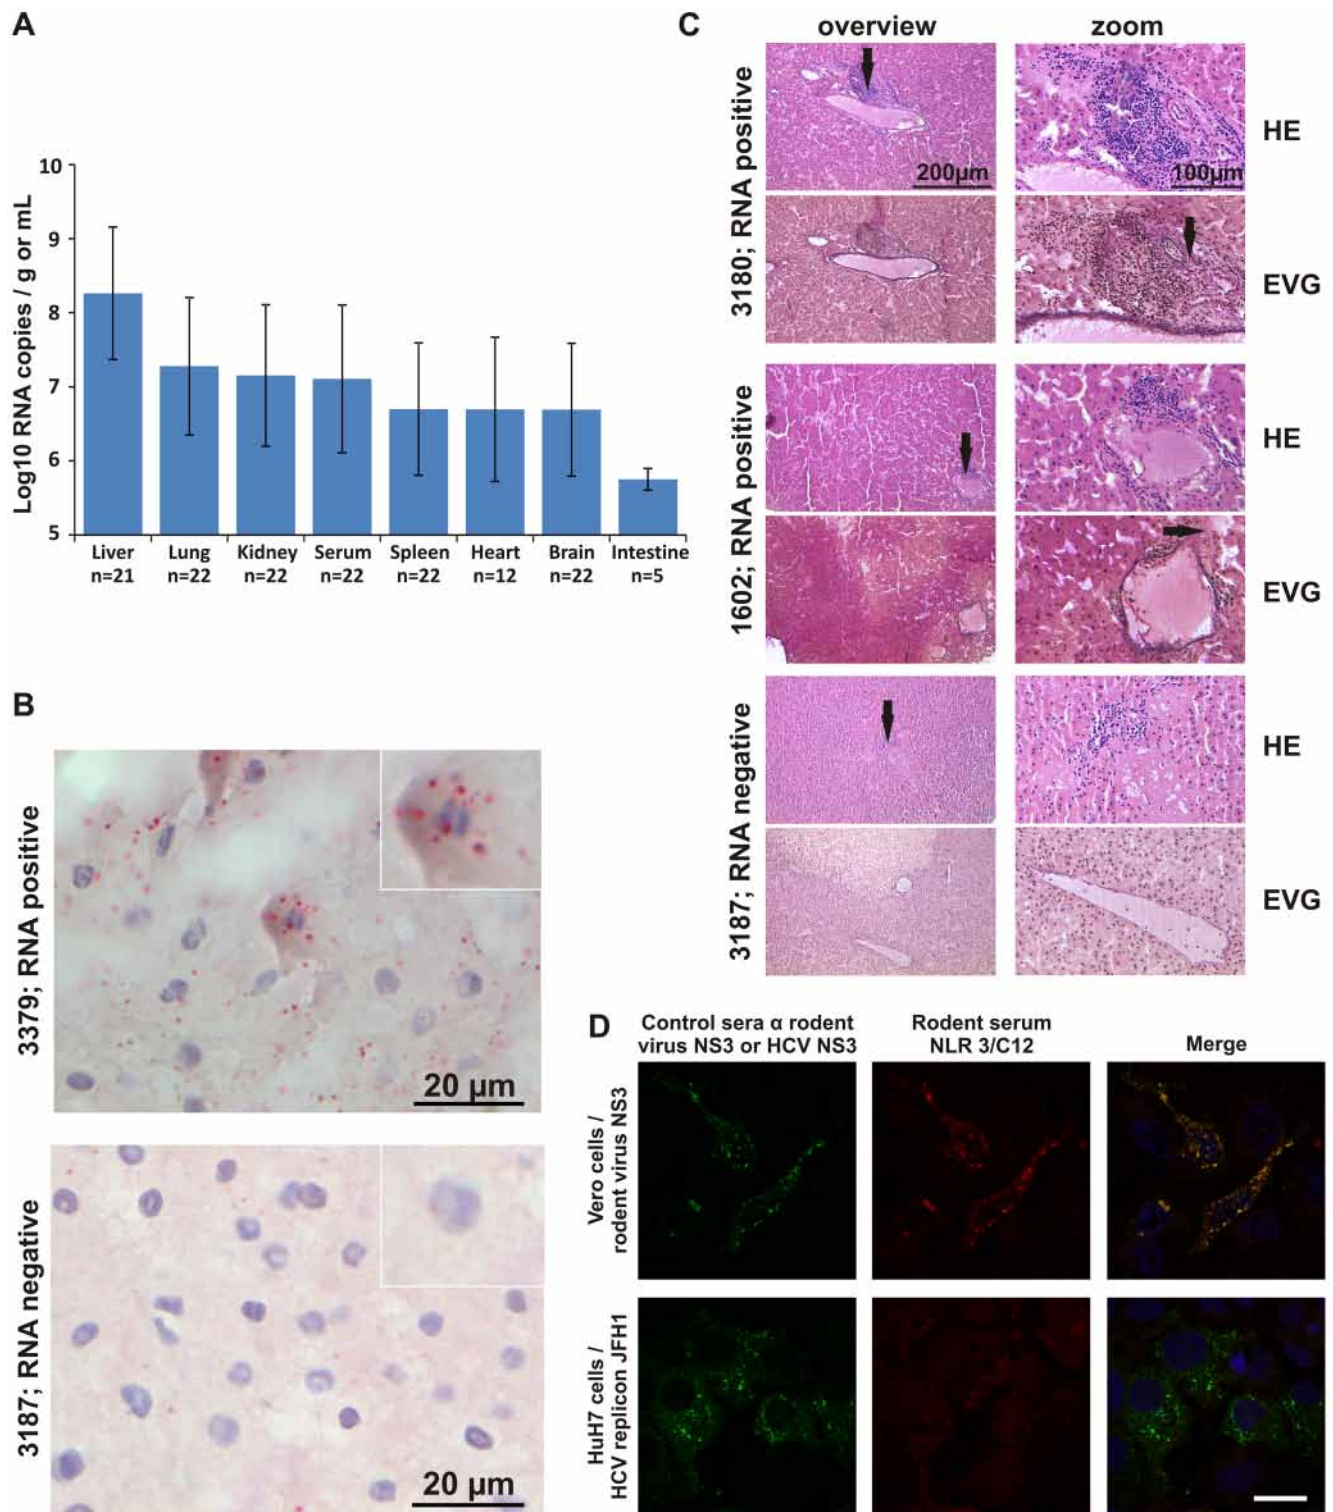 A
Log10 RNA copies / g or mL
10
9
8
7
6
5
Liver
n=21
Lung
n=22
Kidney
n=22
Serum
n=22
Spleen
n=22
Heart
n=12
Brain
n=22
Intestine
n=5
B
3379; RNA positive
20 µm
3187; RNA negative
20 µm
C
overview
zoom
3180; RNA positive
200µm
100µm
HE
EVG
1602; RNA positive
HE
EVG
3187; RNA negative
HE
EVG
D
Control sera α rodent
virus NS3 or HCV NS3
Rodent serum
NLR 3/C12
Merge
Vero cells /
rodent virus NS3
HuH7 cells /
HCV replicon JFH1